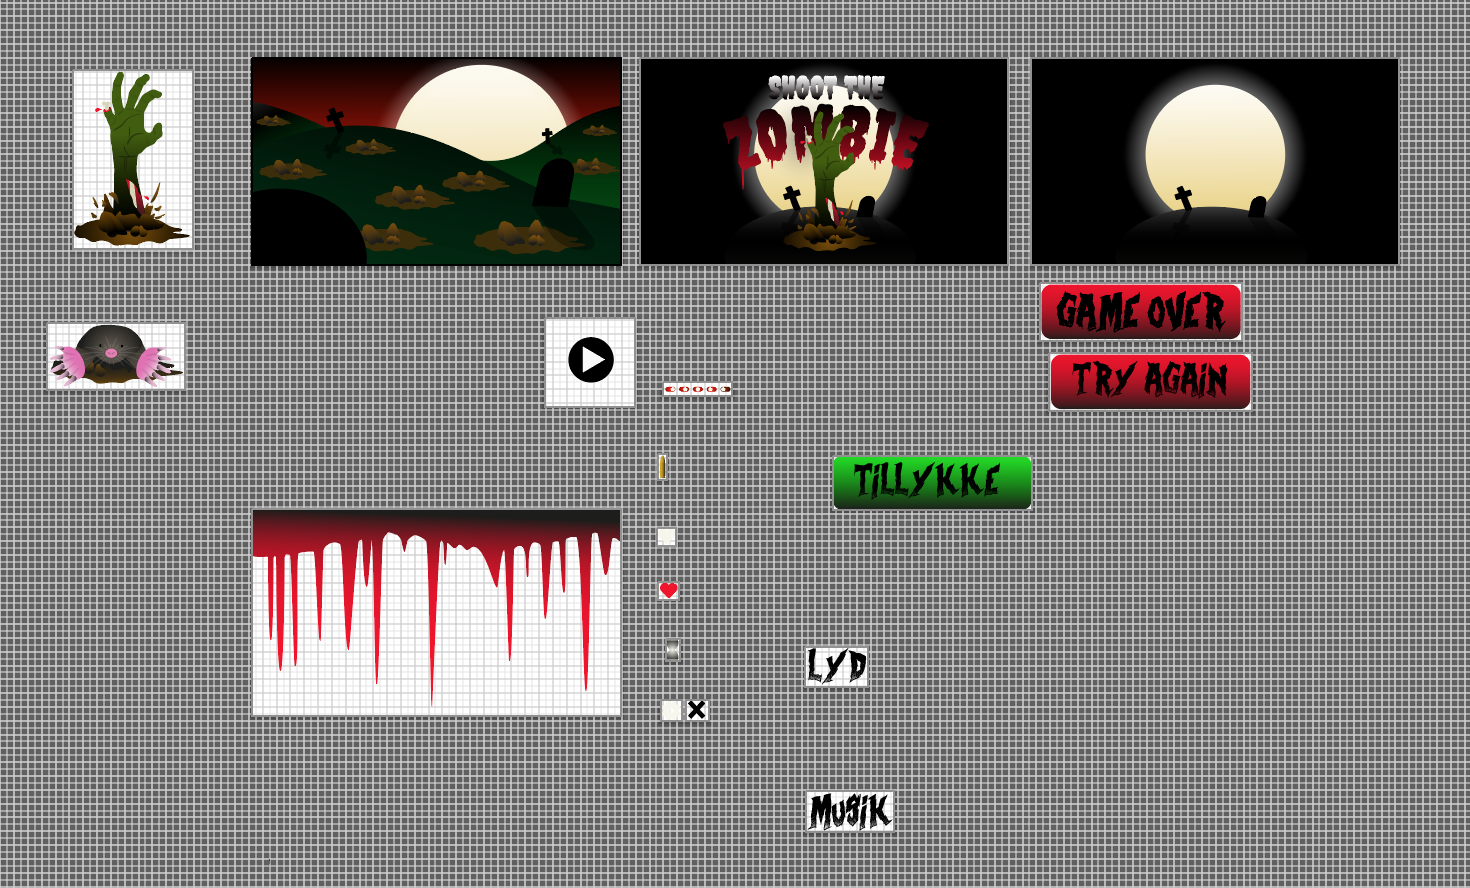 SHOOT THE
ZOMBIE
GAME OVER
TRY AGAiN
TiLLYKKE
LYD
MUSiK